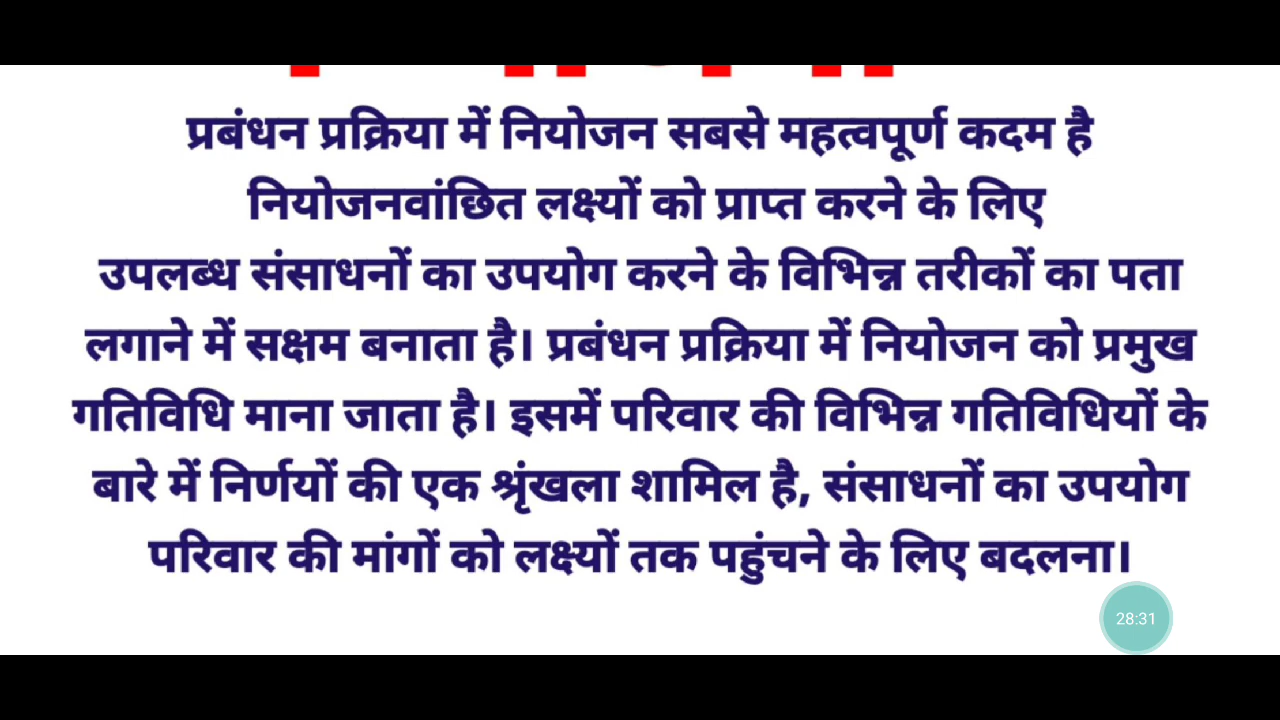 प्रबंधन प्रक्रिया में नियोजन सबसे महत्वपूर्ण कदम है
नियोजनवांछित लक्ष्यों को प्राप्त करने के लिए
उपलब्ध संसाधनों का उपयोग करने के विभिन्न तरीकों का पता
लगाने में सक्षम बनाता है। प्रबंधन प्रक्रिया में नियोजन को प्रमुख
गतिविधि माना जाता है। इसमें परिवार की विभिन्न गतिविधियों के
बारे में निर्णयों की एक श्रृंखला शामिल है, संसाधनों का उपयोग
परिवार की मांगों को लक्ष्यों तक पहुंचने के लिए बदलना।
28:31